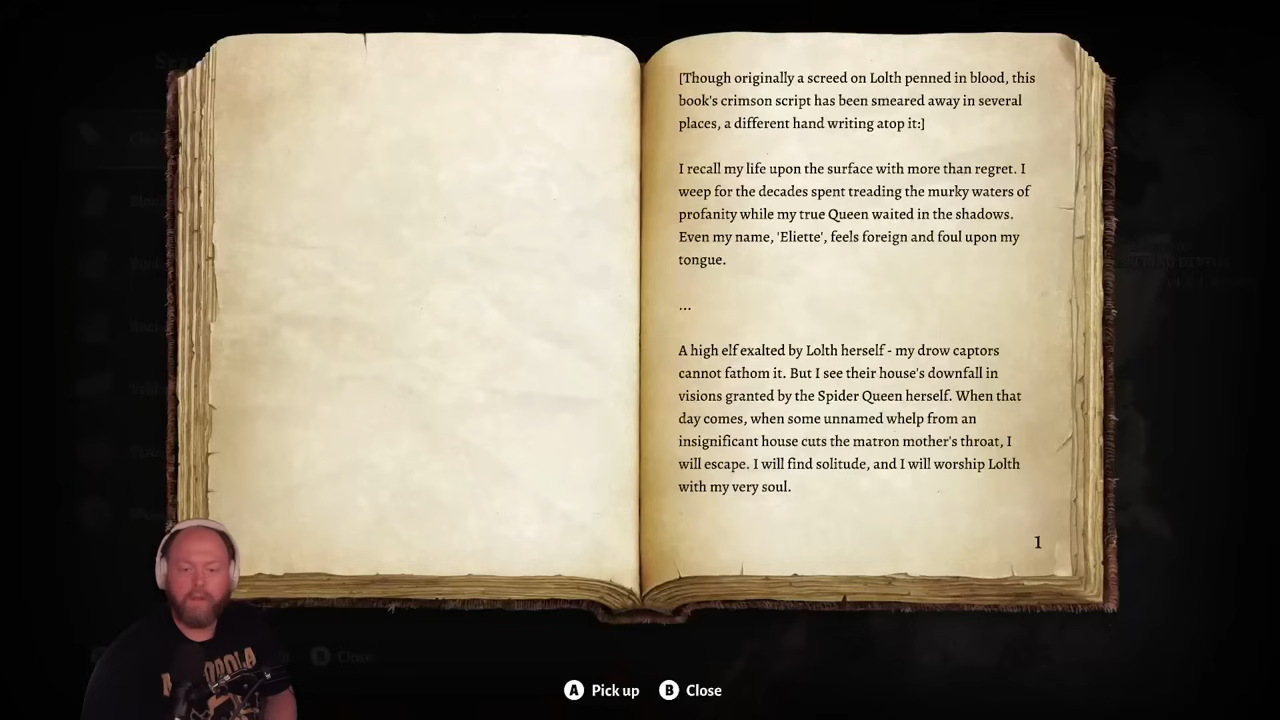 [Though originally a screed on Lolth penned in blood, this
book's crimson script has been smeared away in several
places, a different hand writing atop it:]
I recall my life upon the surface with more than regret. I
weep for the decades spent treading the murky waters of
profanity while my true Queen waited in the shadows.
Even my name, 'Eliette', feels foreign and foul upon my
tongue.
...
A high elf exalted by Lolth herself - my drow captors
cannot fathom it. But I see their house's downfall in
visions granted by the Spider Queen herself. When that
day comes, when some unnamed whelp from an
insignificant house cuts the matron mother's throat, I
will escape. I will find solitude, and I will worship Lolth
with my very soul.
1
Close
A Pick up B Close